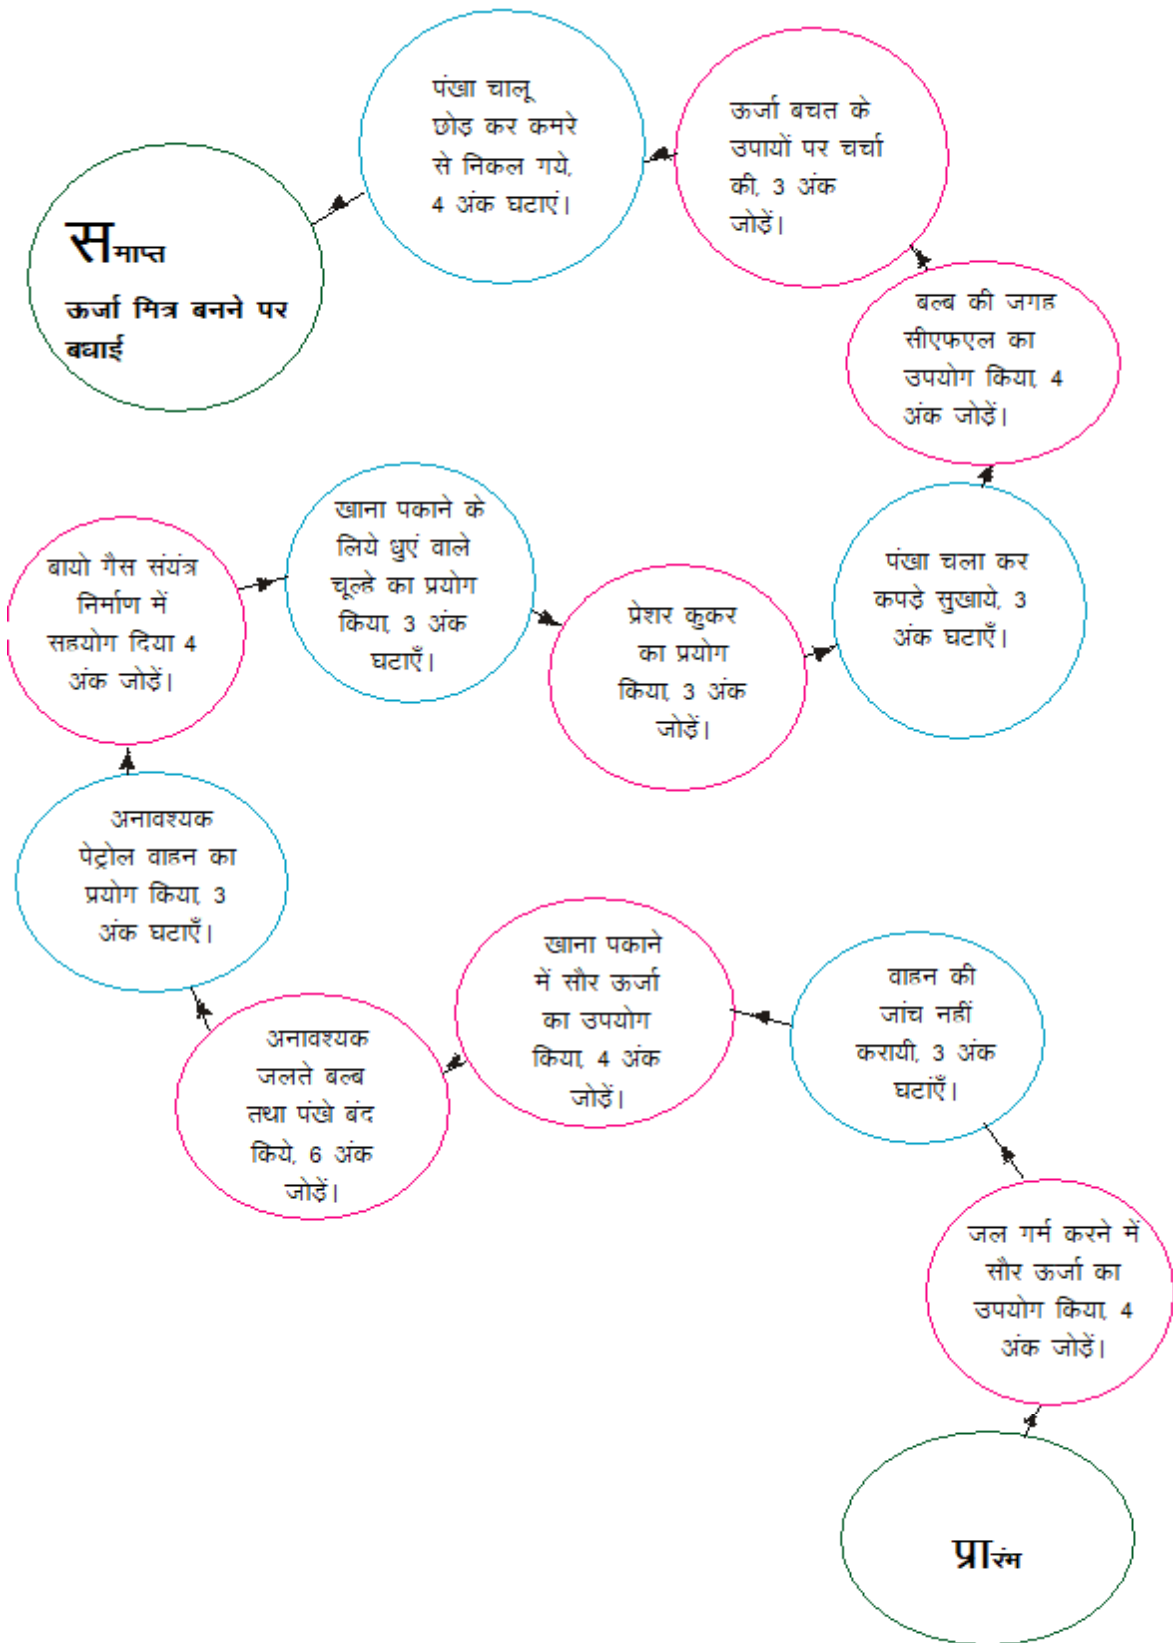 पंखा चालू
छोड़ कर कमरे
से निकल गये,
4 अंक घटाएं।
ऊर्जा बचत के
उपायों पर चर्चा
की, 3 अंक
जोड़ें।
समाप्त
ऊर्जा मित्र बनने पर
बधाई
बल्ब की जगह
सीएफएल का
उपयोग किया, 4
अंक जोड़ें।
बायो गैस संयंत्र
निर्माण में
सहयोग दिया 4
अंक जोड़ें।
खाना पकाने के
लिये धुएं वाले
चूल्हे का प्रयोग
किया, 3 अंक
घटाएँ।
प्रेशर कुकर
का प्रयोग
किया, 3 अंक
जोड़ें।
पंखा चला कर
कपड़े सुखाये, 3
अंक घटाएँ।
अनावश्यक
पेट्रोल वाहन का
प्रयोग किया, 3
अंक घटाएँ।
अनावश्यक
जलते बल्ब
तथा पंखे बंद
किये, 6 अंक
जोड़ें।
खाना पकाने
में सौर ऊर्जा
का उपयोग
किया, 4 अंक
जोड़ें।
वाहन की
जांच नहीं
करायी, 3 अंक
घटांएँ।
जल गर्म करने में
सौर ऊर्जा का
उपयोग किया, 4
अंक जोड़ें।
प्रारंम